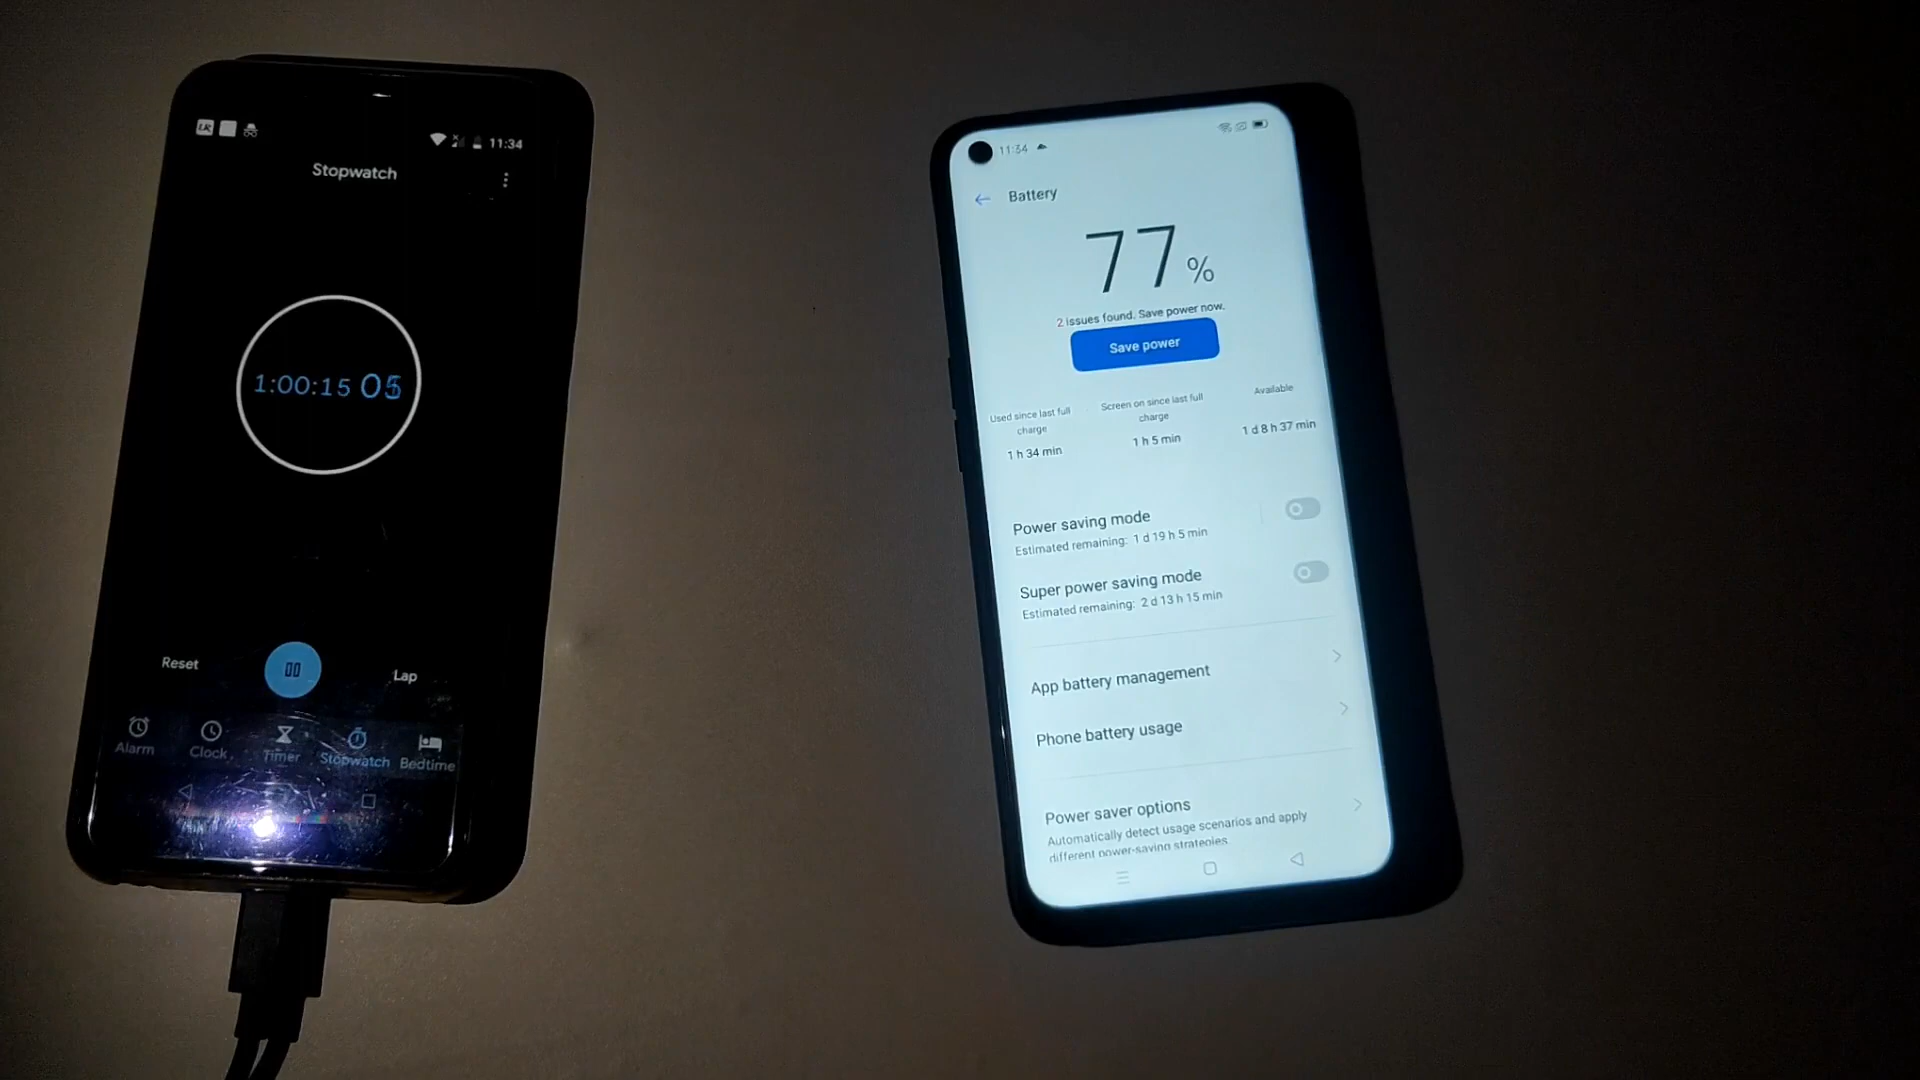 11:34
Stopwatch
1:00:15 05
Reset
Lap
Alarm
Clock
Timer
Stopwatch
Bedtime
11:34
Battery
77%
2 issues found. Save power now.
Save power
Used since last full
charge
1 h 34 min
Screen on since last full
charge
1 h 5 min
Available
1 d 8 h 37 min
Power saving mode
Estimated remaining: 1 d 19 h 5 min
Super power saving mode
Estimated remaining: 2 d 13 h 15 min
App battery management
Phone battery usage
Power saver options
Automatically detect usage scenarios and apply
different power-saving strategies.